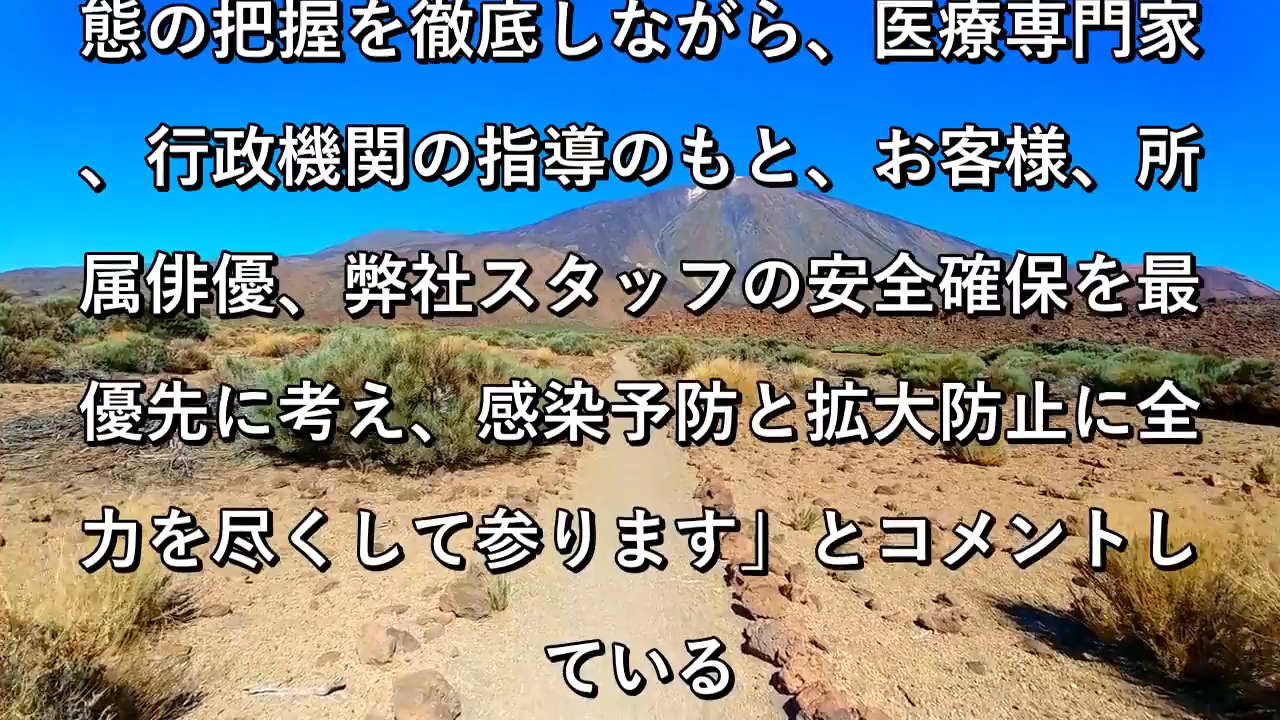 態の把握を徹底しながら、医療専門家
、行政機関の指導のもと、お客様、所
属俳優、弊社スタッフの安全確保を最
優先に考え、感染予防と拡大防止に全
力を尽くして参ります」とコメントし
ている